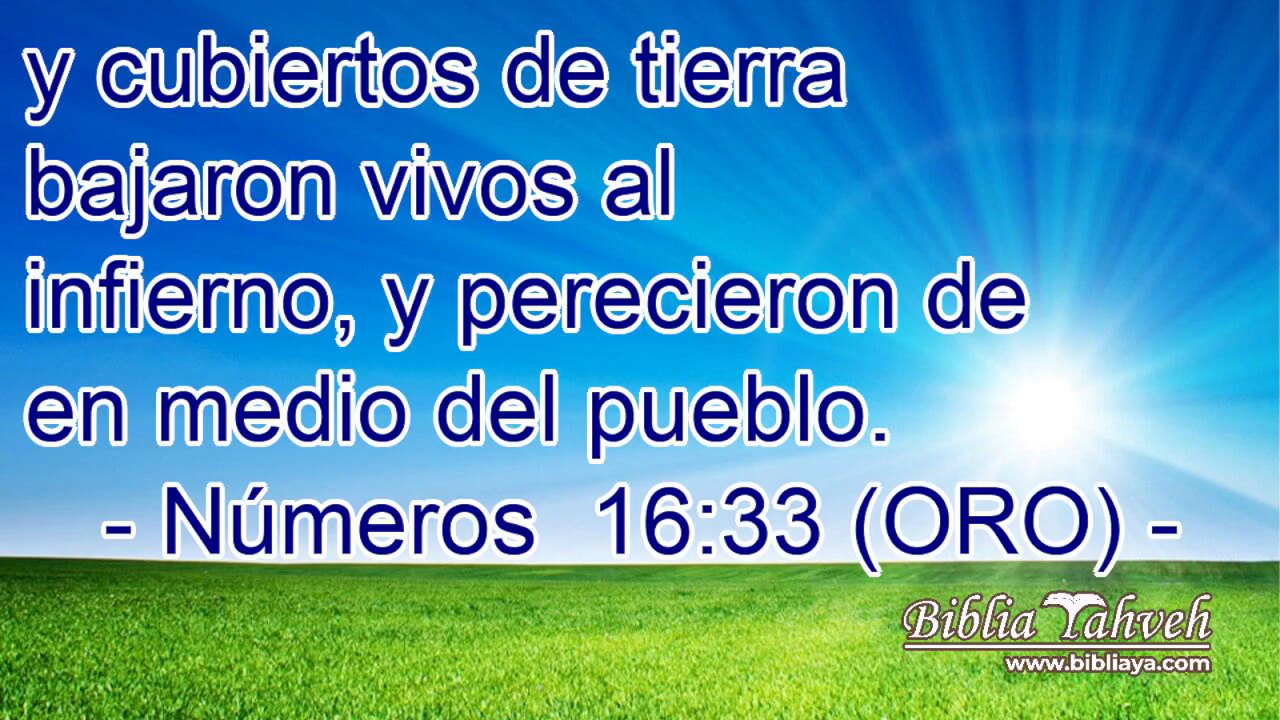 y cubiertos de tierra
bajaron vivos al
infierno, y perecieron de
en medio del pueblo.
- Números 16:33 (ORO) -
Biblia Yahveh
www.bibliaya.com